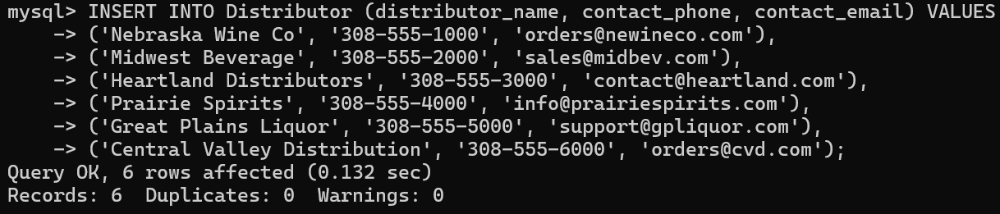 mysql> INSERT INTO Distributor (distributor_name, contact_phone, contact_email) VALUES
    -> ('Nebraska Wine Co', '308-555-1000', 'orders@newineco.com'),
    -> ('Midwest Beverage', '308-555-2000', 'sales@midbev.com'),
    -> ('Heartland Distributors', '308-555-3000', 'contact@heartland.com'),
    -> ('Prairie Spirits', '308-555-4000', 'info@prairiespirits.com'),
    -> ('Great Plains Liquor', '308-555-5000', 'support@gpliquor.com'),
    -> ('Central Valley Distribution', '308-555-6000', 'orders@cvd.com');
Query OK, 6 rows affected (0.132 sec)
Records: 6  Duplicates: 0  Warnings: 0